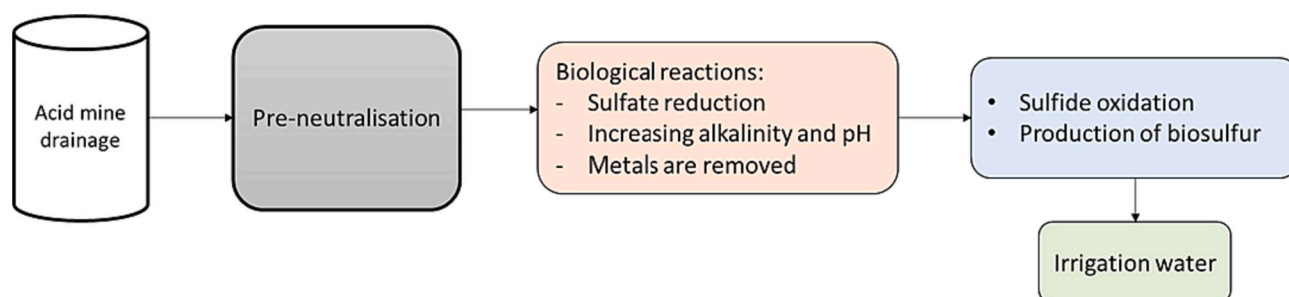 Acid mine
drainage
Pre-neutralisation
Biological reactions:
- Sulfate reduction
- Increasing alkalinity and pH
- Metals are removed
• Sulfide oxidation
• Production of biosulfur
Irrigation water